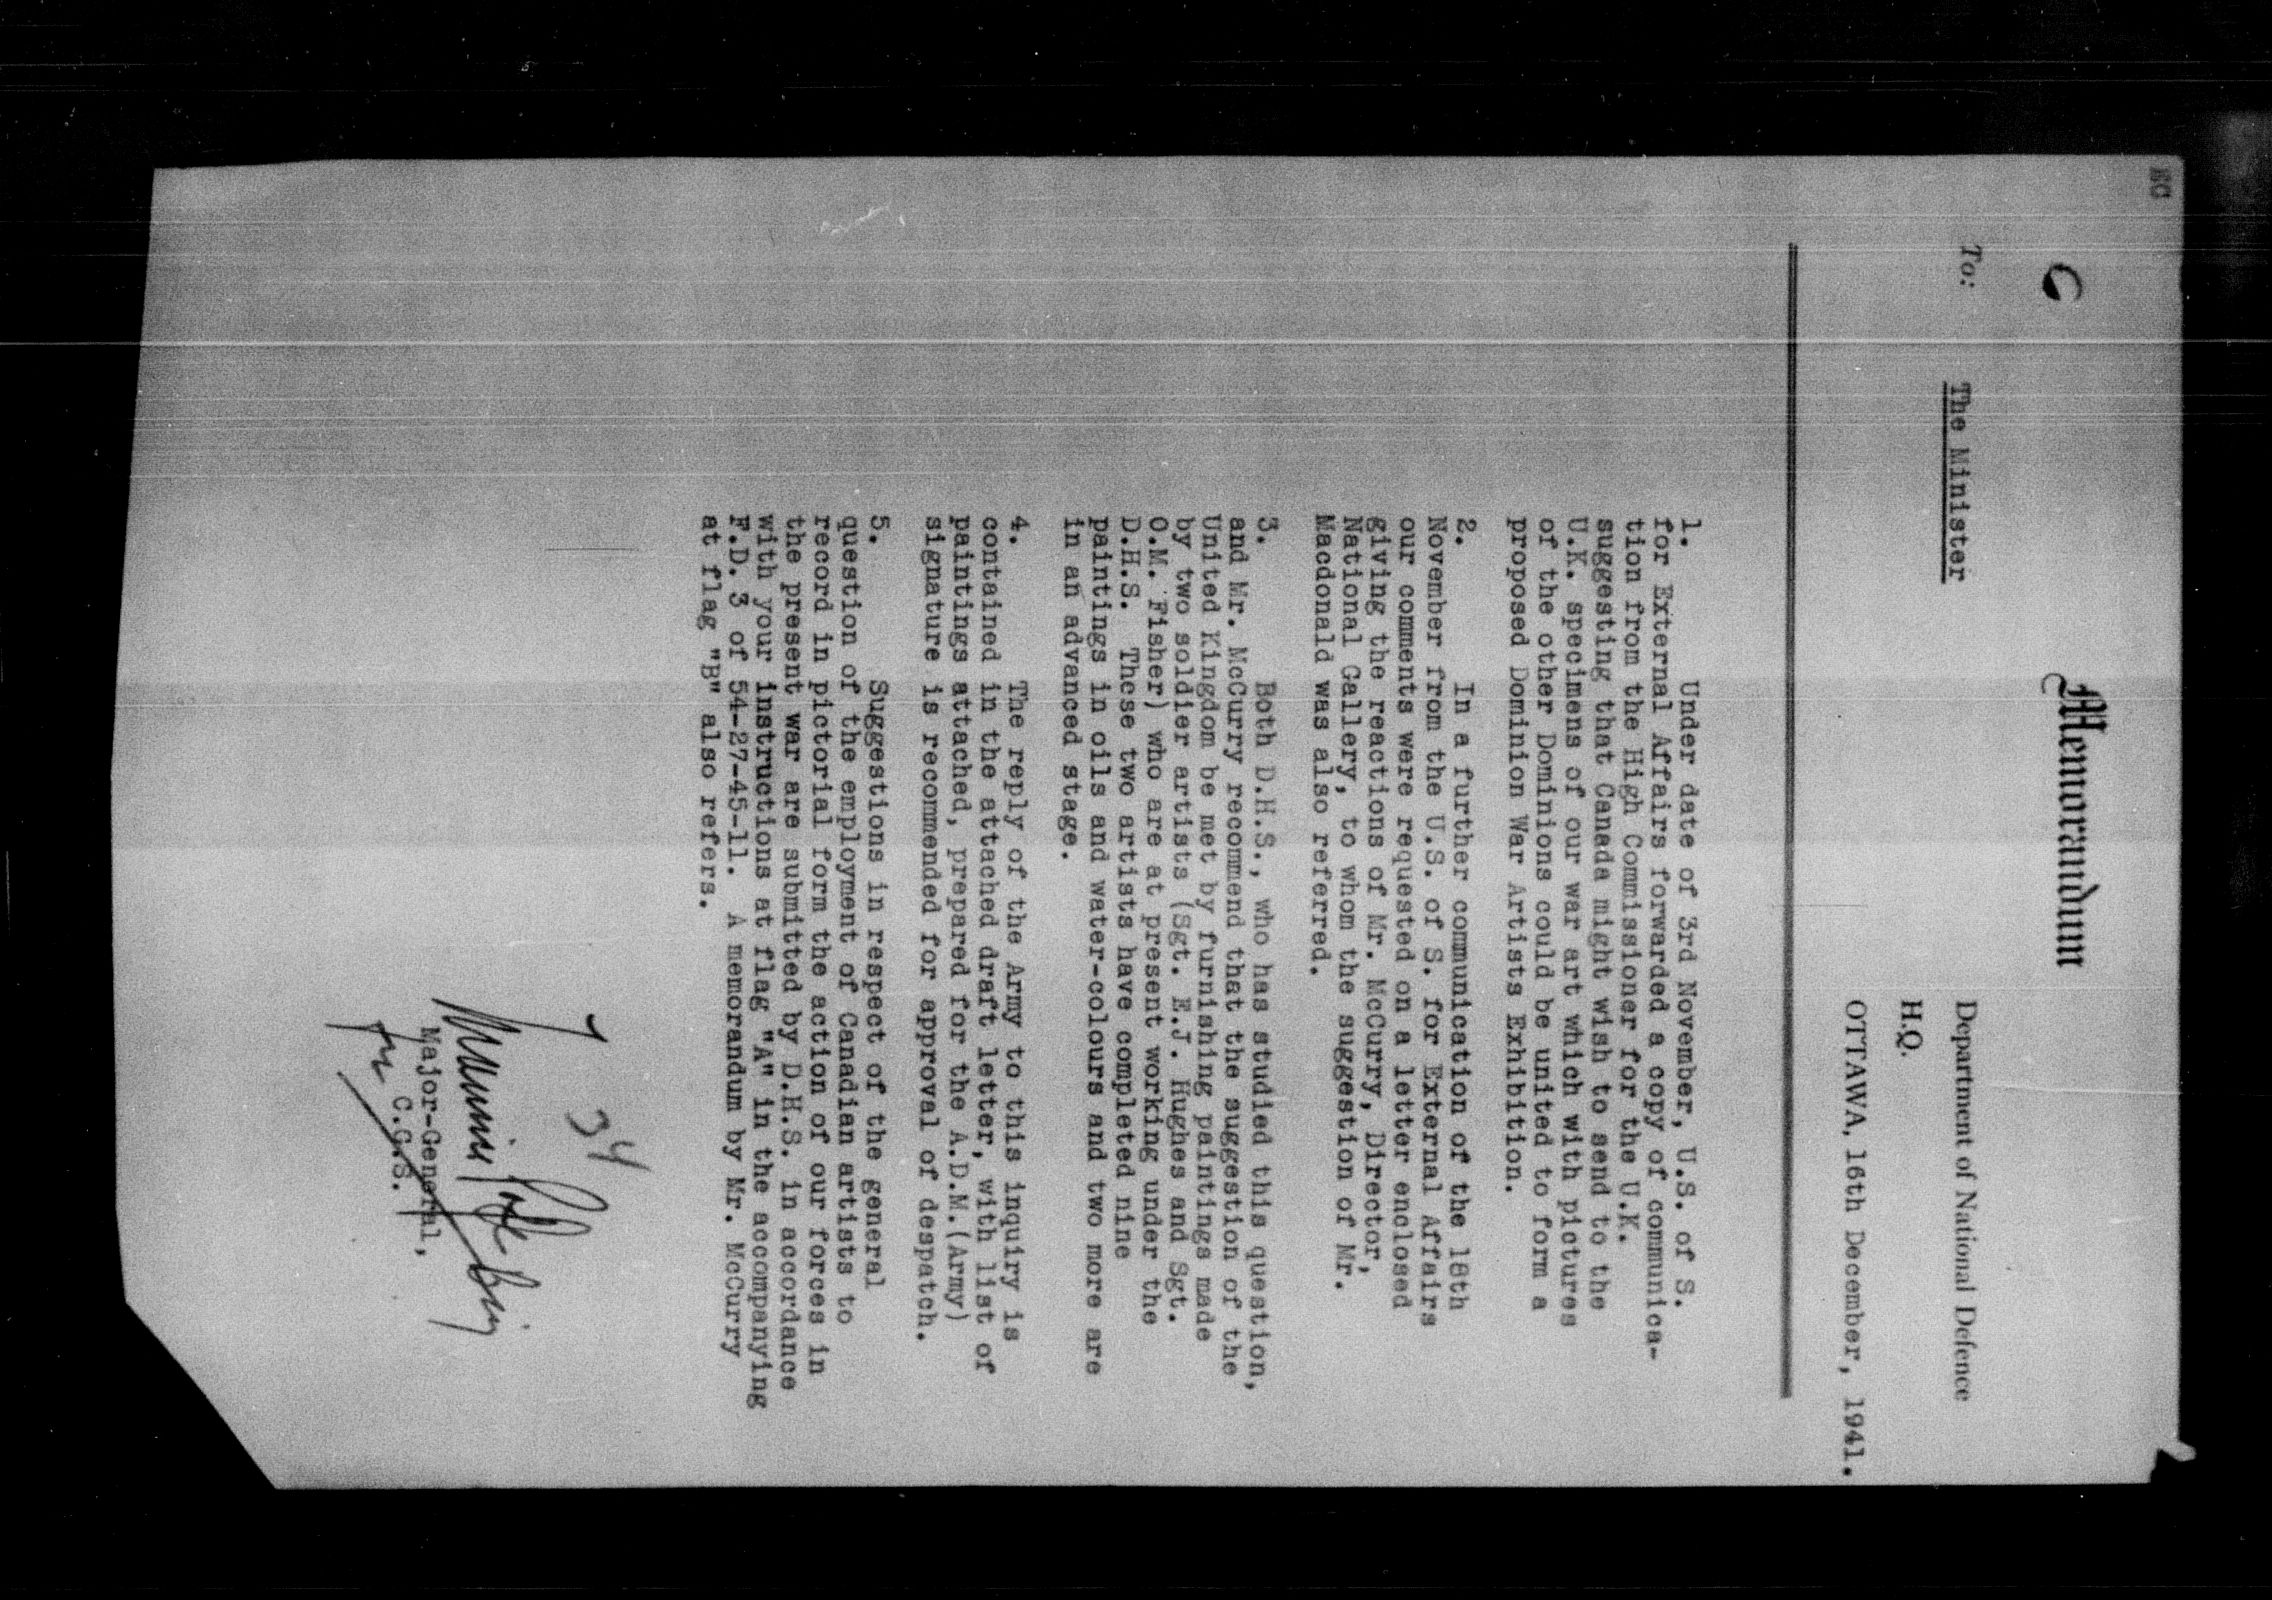 EC
Memorandum
Department of National Defence
To: The Minister
H.Q.
OTTAWA, 16th December, 1941.
1. Under date of 3rd November, U.S. of S.
for External Affairs forwarded a copy of communica-
tion from the High Commissioner for the U.K.
suggesting that Canada might wish to send to the
U.K. specimens of our war art which with pictures
of the other Dominions could be united to form a
proposed Dominion War Artists Exhibition.
2. In a further communication of the 18th
November from the U.S. of S. for External Affairs
our comments were requested on a letter enclosed
giving the reactions of Mr. McCurry, Director,
National Gallery, to whom the suggestion of Mr.
Macdonald was also referred.
3. Both D.H.S., who has studied this question,
and Mr. McCurry recommend that the suggestion of the
United Kingdom be met by furnishing paintings made
by two soldier artists (Sgt. E.J. Hughes and Sgt.
O.M. Fisher) who are at present working under the
D.H.S. These two artists have completed nine
paintings in oils and water-colours and two more are
in an advanced stage.
4. The reply of the Army to this inquiry is
contained in the attached draft letter, with list of
paintings attached, prepared for the A.D.M.(Army)
signature is recommended for approval of despatch.
5. Suggestions in respect of the general
question of the employment of Canadian artists to
record in pictorial form the action of our forces in
the present war are submitted by D.H.S. in accordance
with your instructions at flag "A" in the accompanying
F.D. 3 of 54-27-45-11. A memorandum by Mr. McCurry
at flag "B" also refers.
34
Major-General,
for C.G.S.